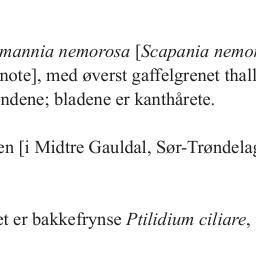 mannia nemorosa [Scapania nemor
note], med øverst gaffelgrenet thall
ndene; bladene er kanthårete.
en [i Midtre Gauldal, Sør-Trøndelag
et er bakkefrynse Ptilidium ciliare,